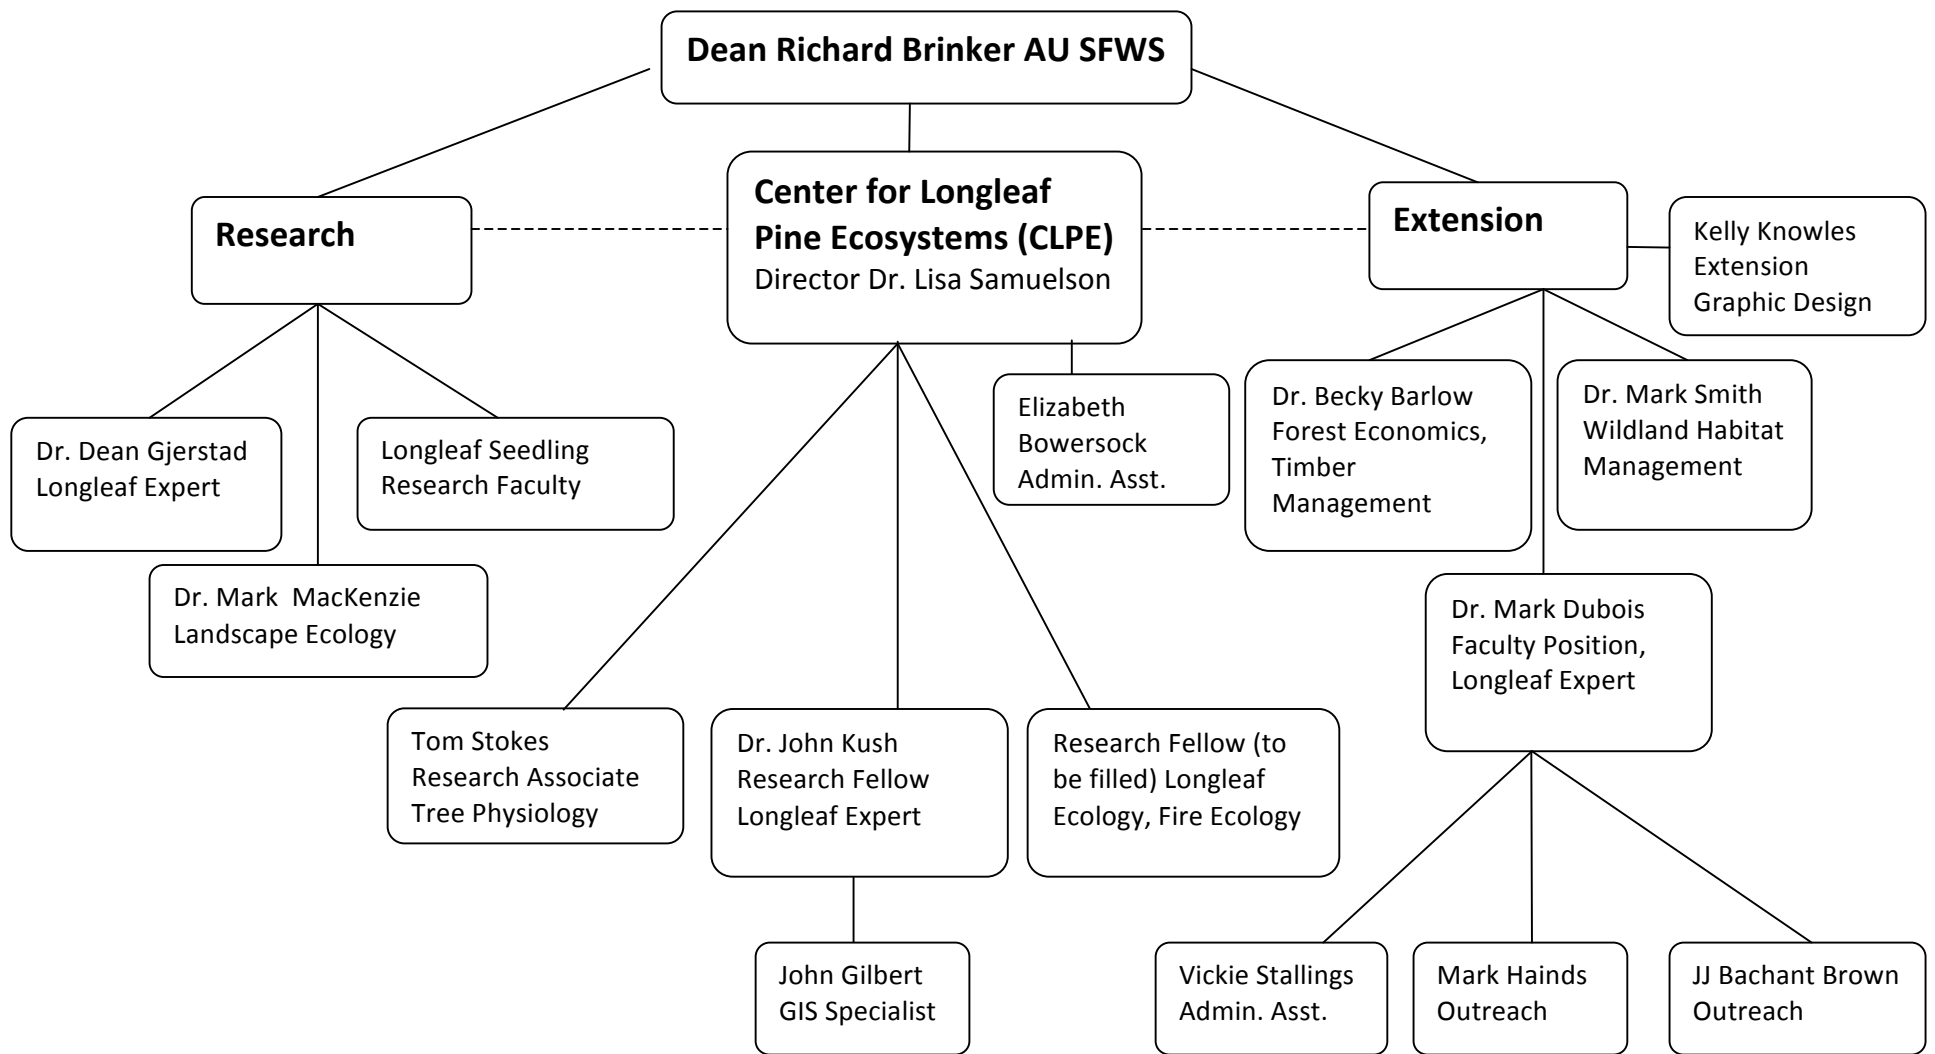 Dean Richard Brinker AU SFWS
Research
Center for Longleaf
Pine Ecosystems (CLPE)
Director Dr. Lisa Samuelson
Extension
Kelly Knowles
Extension
Graphic Design
Dr. Dean Gjerstad
Longleaf Expert
Longleaf Seedling
Research Faculty
Dr. Mark  MacKenzie
Landscape Ecology
Elizabeth
Bowersock
Admin. Asst.
Dr. Becky Barlow
Forest Economics,
Timber
Management
Dr. Mark Smith
Wildland Habitat
Management
Dr. Mark Dubois
Faculty Position,
Longleaf Expert
Tom Stokes
Research Associate
Tree Physiology
Dr. John Kush
Research Fellow
Longleaf Expert
Research Fellow (to
be filled) Longleaf
Ecology, Fire Ecology
John Gilbert
GIS Specialist
Vickie Stallings
Admin. Asst.
Mark Hainds
Outreach
JJ Bachant Brown
Outreach